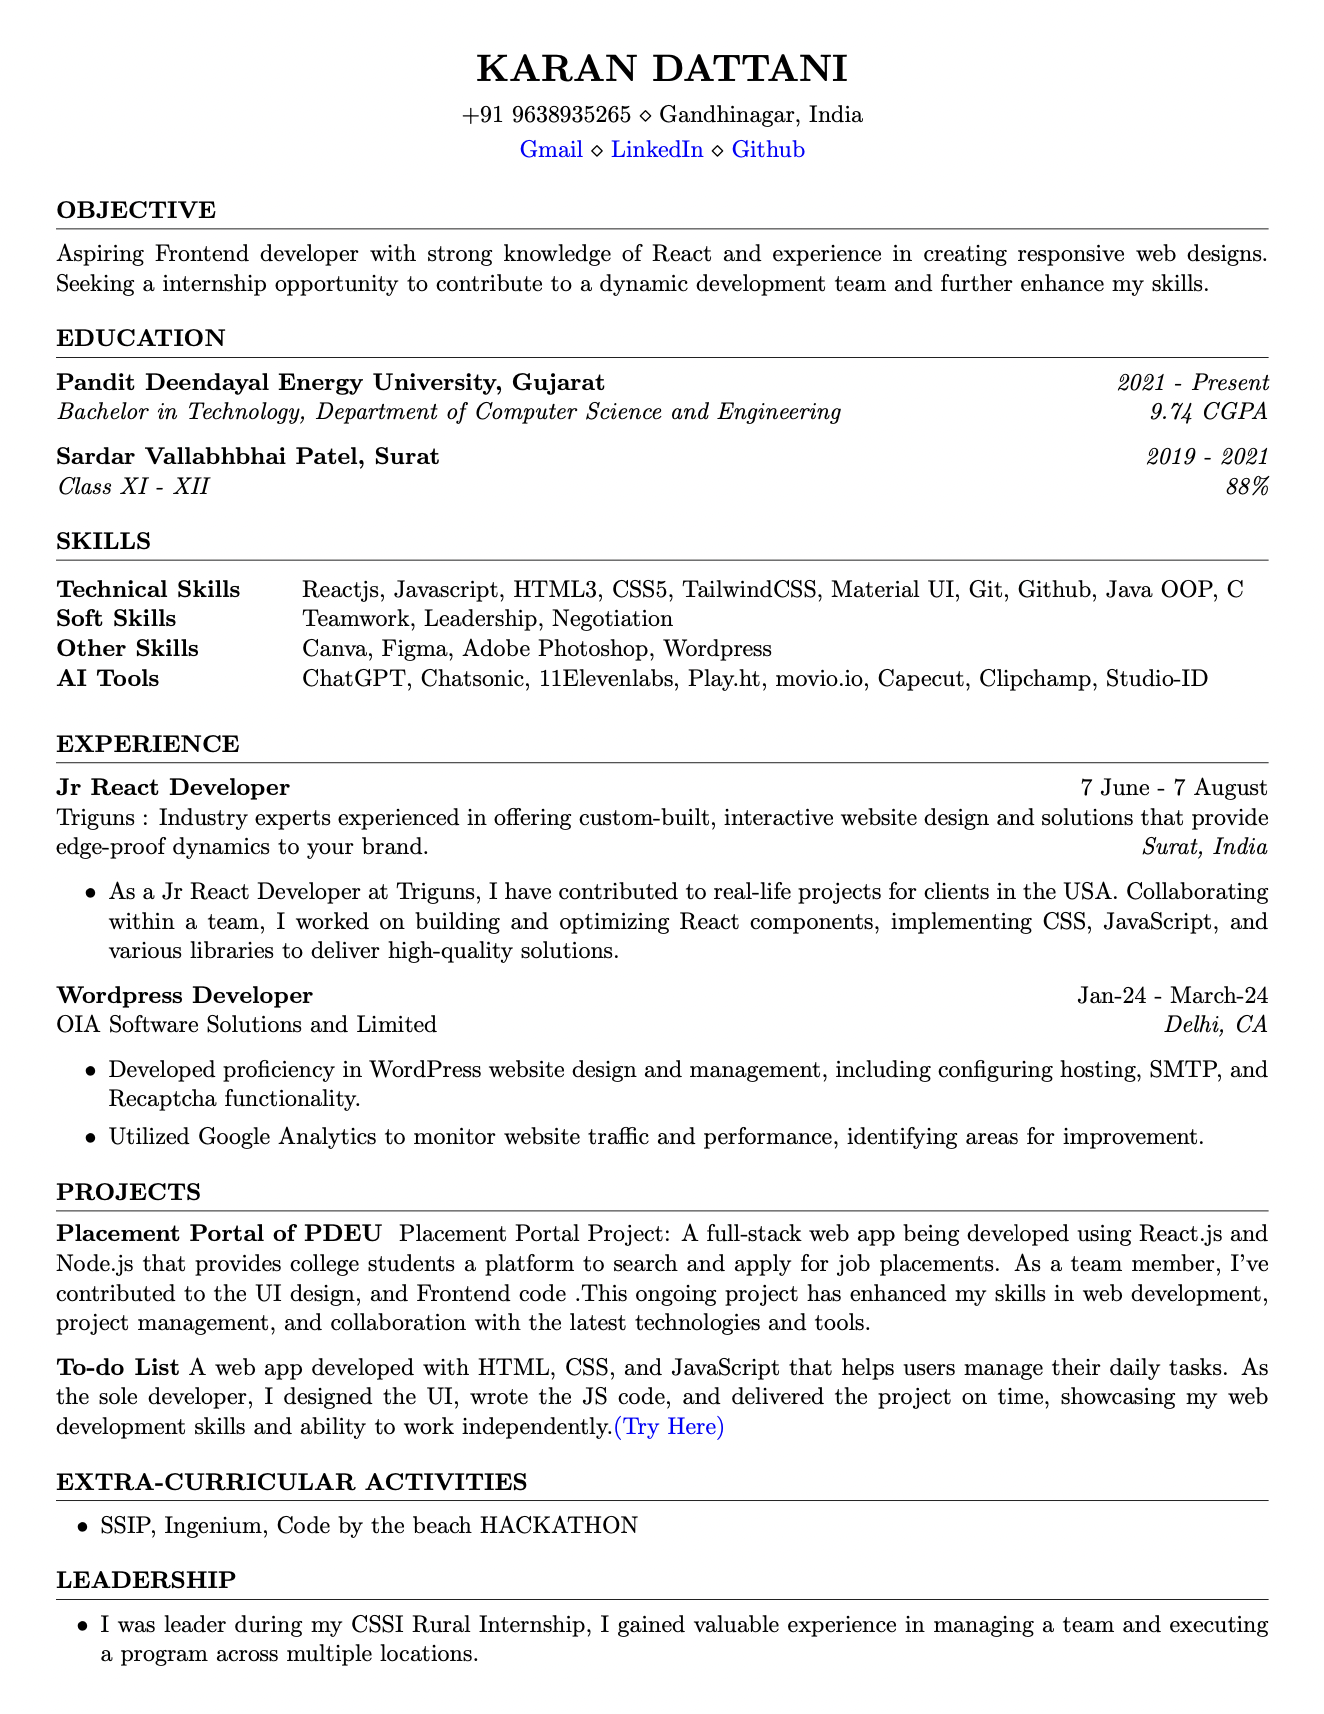 KARAN DATTANI
+91 9638935265 ⋄ Gandhinagar, India
Gmail ⋄ LinkedIn ⋄ Github
OBJECTIVE
Aspiring Frontend developer with strong knowledge of React and experience in creating responsive web designs.
Seeking a internship opportunity to contribute to a dynamic development team and further enhance my skills.
EDUCATION
Pandit Deendayal Energy University, Gujarat 2021 - Present
Bachelor in Technology, Department of Computer Science and Engineering 9.74 CGPA
Sardar Vallabhbhai Patel, Surat 2019 - 2021
Class XI - XII 88%
SKILLS
Technical Skills Reactjs, Javascript, HTML3, CSS5, TailwindCSS, Material UI, Git, Github, Java OOP, C
Soft Skills Teamwork, Leadership, Negotiation
Other Skills Canva, Figma, Adobe Photoshop, Wordpress
AI Tools ChatGPT, Chatsonic, 11Elevenlabs, Play.ht, movio.io, Capecut, Clipchamp, Studio-ID
EXPERIENCE
Jr React Developer 7 June - 7 August
Triguns : Industry experts experienced in offering custom-built, interactive website design and solutions that provide
edge-proof dynamics to your brand. Surat, India
• As a Jr React Developer at Triguns, I have contributed to real-life projects for clients in the USA. Collaborating
within a team, I worked on building and optimizing React components, implementing CSS, JavaScript, and
various libraries to deliver high-quality solutions.
Wordpress Developer Jan-24 - March-24
OIA Software Solutions and Limited Delhi, CA
• Developed proficiency in WordPress website design and management, including configuring hosting, SMTP, and
Recaptcha functionality.
• Utilized Google Analytics to monitor website traffic and performance, identifying areas for improvement.
PROJECTS
Placement Portal of PDEU Placement Portal Project: A full-stack web app being developed using React.js and
Node.js that provides college students a platform to search and apply for job placements. As a team member, I've
contributed to the UI design, and Frontend code .This ongoing project has enhanced my skills in web development,
project management, and collaboration with the latest technologies and tools.
To-do List A web app developed with HTML, CSS, and JavaScript that helps users manage their daily tasks. As
the sole developer, I designed the UI, wrote the JS code, and delivered the project on time, showcasing my web
development skills and ability to work independently.(Try Here)
EXTRA-CURRICULAR ACTIVITIES
• SSIP, Ingenium, Code by the beach HACKATHON
LEADERSHIP
• I was leader during my CSSI Rural Internship, I gained valuable experience in managing a team and executing
a program across multiple locations.